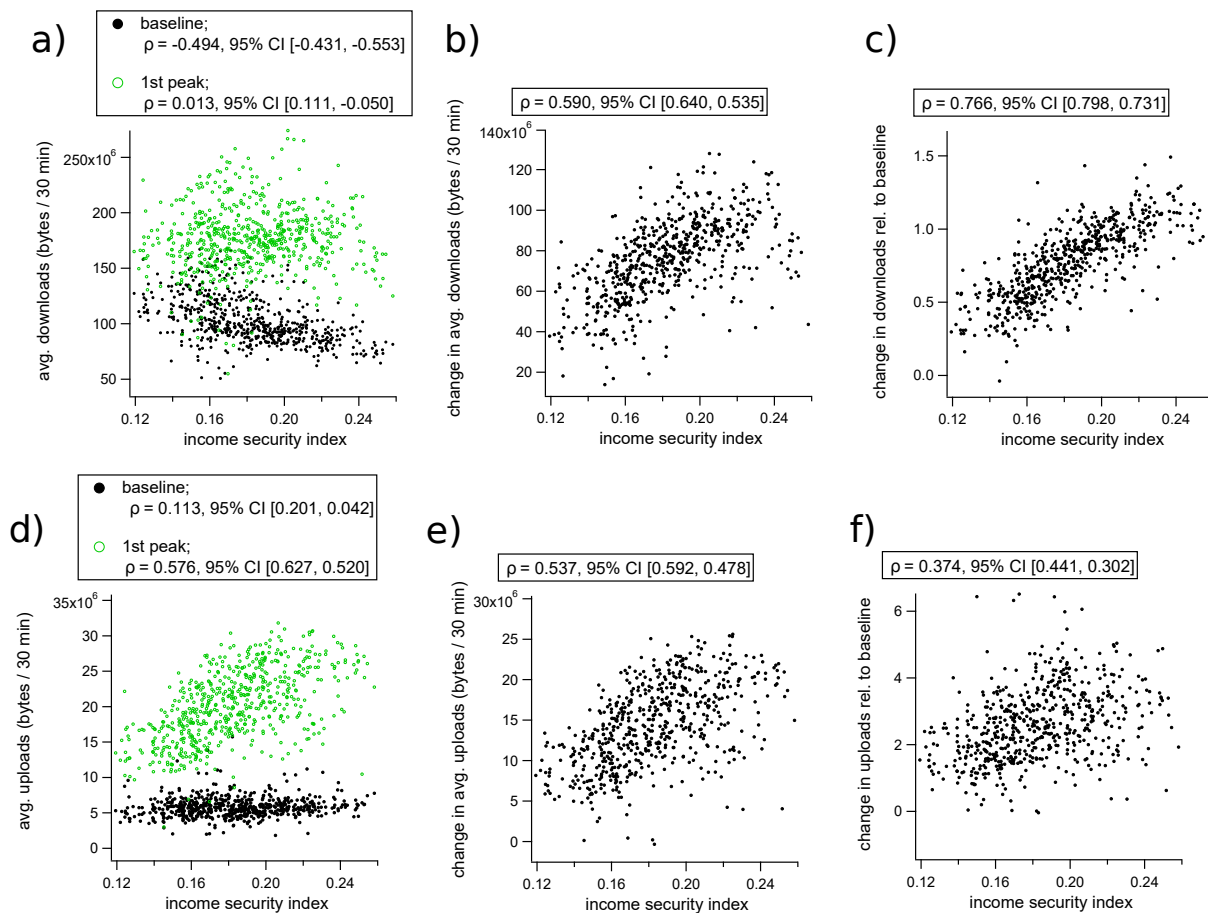 a)
baseline;
ρ = -0.494, 95% CI [-0.431, -0.553]
1st peak;
ρ = 0.013, 95% CI [0.111, -0.050]
avg. downloads (bytes / 30 min)
250x10⁶
200
150
100
50
0.12 0.16 0.20 0.24
income security index
b)
ρ = 0.590, 95% CI [0.640, 0.535]
change in avg. downloads (bytes / 30 min)
140x10⁶
120
100
80
60
40
20
0.12 0.16 0.20 0.24
income security index
c)
ρ = 0.766, 95% CI [0.798, 0.731]
change in downloads rel. to baseline
1.5
1.0
0.5
0.0
0.12 0.16 0.20 0.24
income security index
d)
baseline;
ρ = 0.113, 95% CI [0.201, 0.042]
1st peak;
ρ = 0.576, 95% CI [0.627, 0.520]
avg. uploads (bytes / 30 min)
35x10⁶
30
25
20
15
10
5
0
0.12 0.16 0.20 0.24
income security index
e)
ρ = 0.537, 95% CI [0.592, 0.478]
change in avg. uploads (bytes / 30 min)
30x10⁶
25
20
15
10
5
0
0.12 0.16 0.20 0.24
income security index
f)
ρ = 0.374, 95% CI [0.441, 0.302]
change in uploads rel. to baseline
6
4
2
0
0.12 0.16 0.20 0.24
income security index